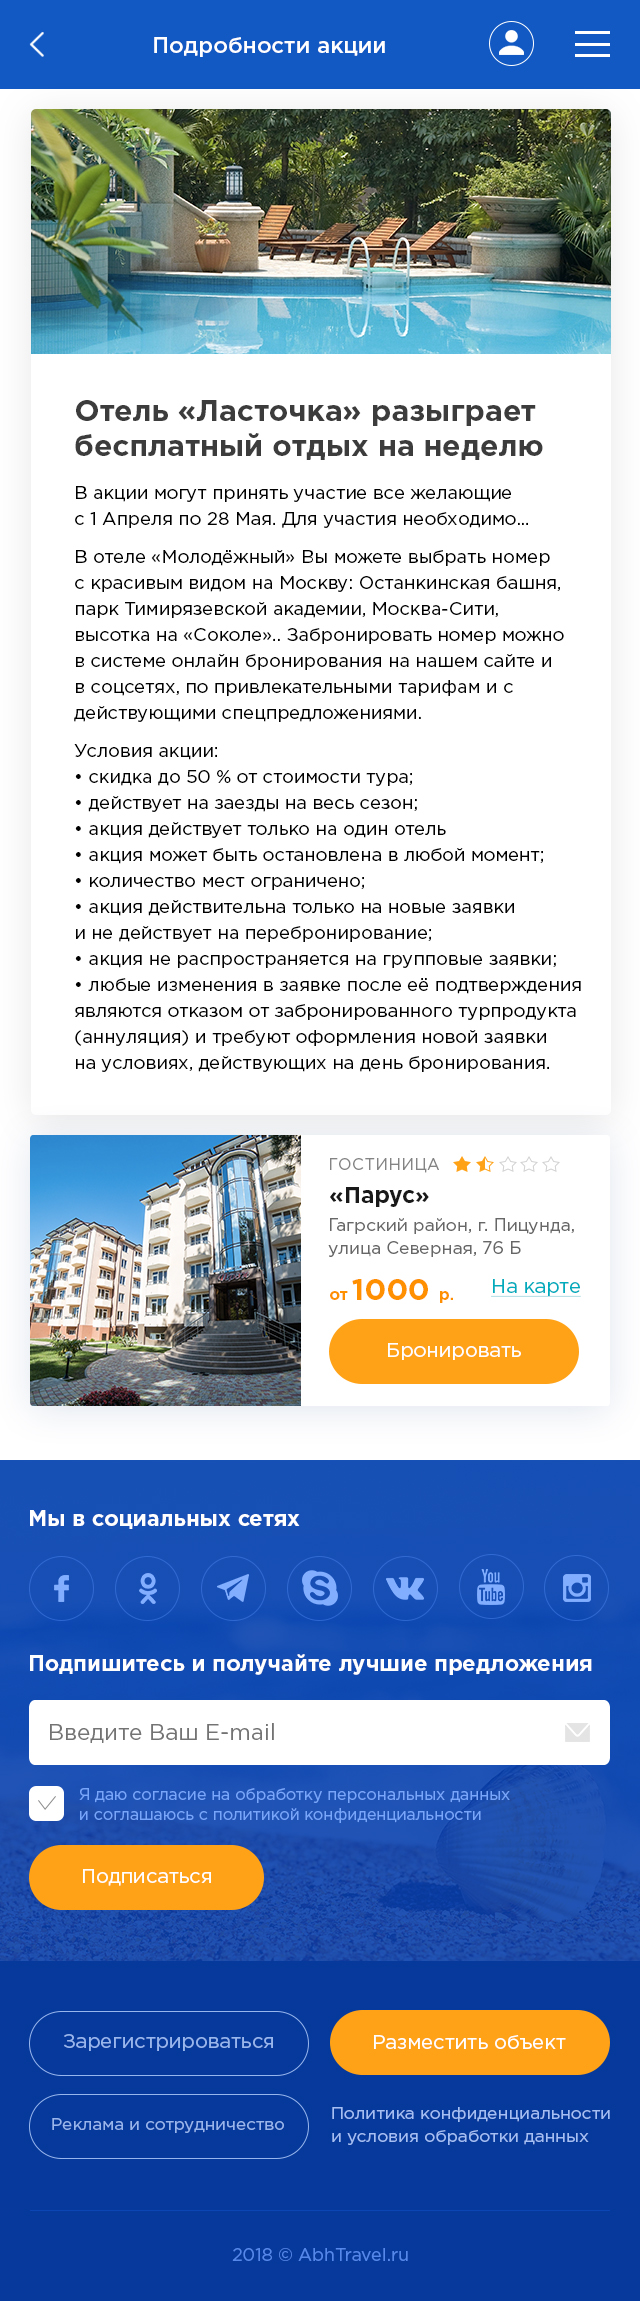 Подробности акции
Отель «Ласточка» разыграет
бесплатный отдых на неделю
В акции могут принять участие все желающие
с 1 Апреля по 28 Мая. Для участия необходимо...
В отеле «Молодёжный» Вы можете выбрать номер
с красивым видом на Москву: Останкинская башня,
парк Тимирязевской академии, Москва-Сити,
высотка на «Соколе».. Забронировать номер можно
в системе онлайн бронирования на нашем сайте и
в соцсетях, по привлекательными тарифам и с
действующими спецпредложениями.
Условия акции:
• скидка до 50 % от стоимости тура;
• действует на заезды на весь сезон;
• акция действует только на один отель
• акция может быть остановлена в любой момент;
• количество мест ограничено;
• акция действительна только на новые заявки
и не действует на перебронирование;
• акция не распространяется на групповые заявки;
• любые изменения в заявке после её подтверждения
являются отказом от забронированного турпродукта
(аннуляция) и требуют оформления новой заявки
на условиях, действующих на день бронирования.
ГОСТИНИЦА
«Парус»
Гагрский район, г. Пицунда,
улица Северная, 76 Б
от 1000 р.
На карте
Бронировать
Мы в социальных сетях
You
Tube
Подпишитесь и получайте лучшие предложения
Введите Ваш E-mail
Я даю согласие на обработку персональных данных
и соглашаюсь с политикой конфиденциальности
Подписаться
Зарегистрироваться
Разместить объект
Реклама и сотрудничество
Политика конфиденциальности
и условия обработки данных
2018 © AbhTravel.ru